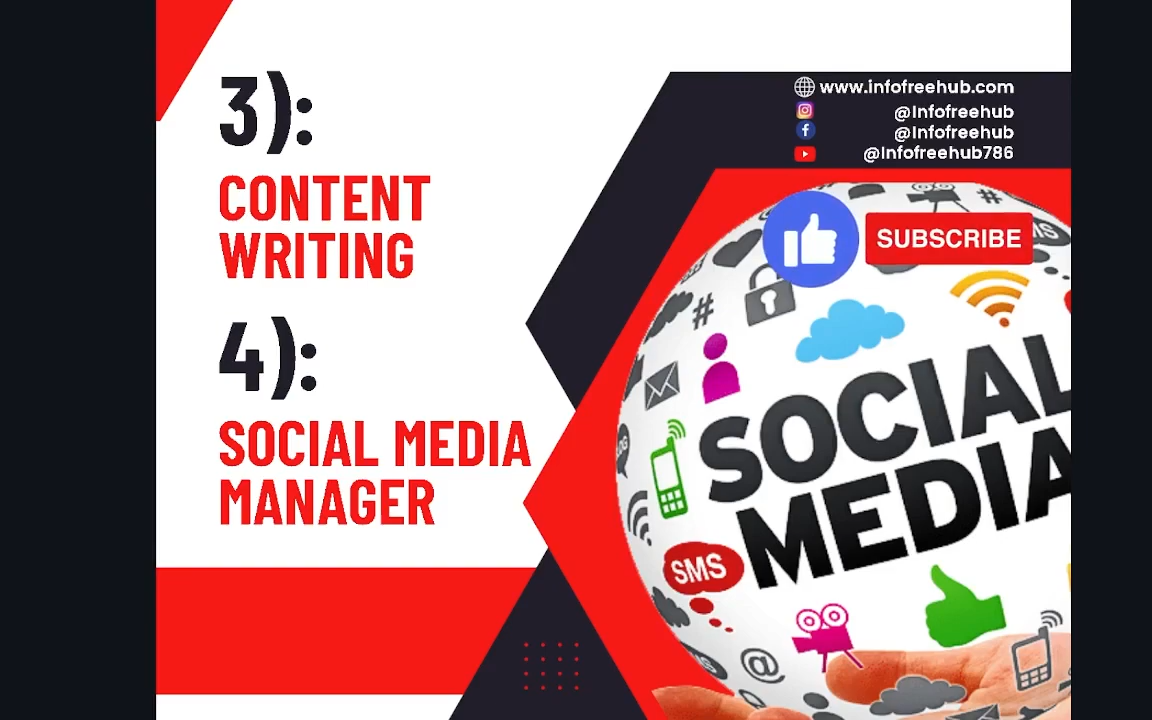 3):
CONTENT
WRITING
4):
SOCIAL MEDIA
MANAGER
www.infofreehub.com
@Infofreehub
@Infofreehub
@Infofreehub786
SUBSCRIBE
#
#
SOCIAL
MEDIA
SMS
@